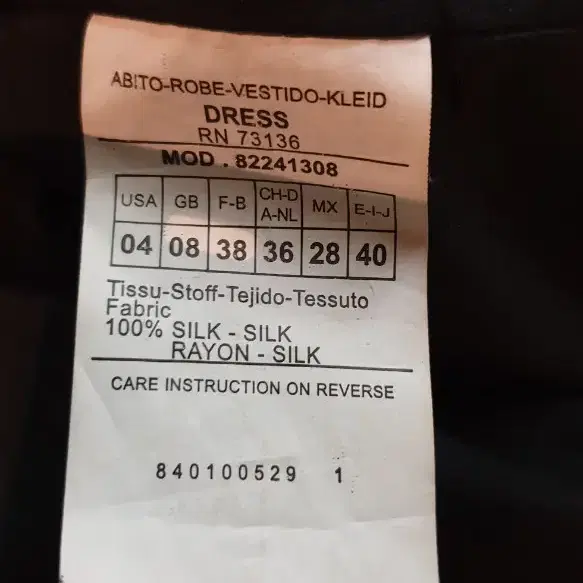 ABITO-ROBE-VESTIDO-KLEID
DRESS
RN 73136
MOD . 82241308
USA GB F-B CH-D A-NL MX E-I-J
04 08 38 36 28 40
Tissu-Stoff-Tejido-Tessuto
Fabric
100% SILK - SILK
RAYON - SILK
CARE INSTRUCTION ON REVERSE
840100529 1